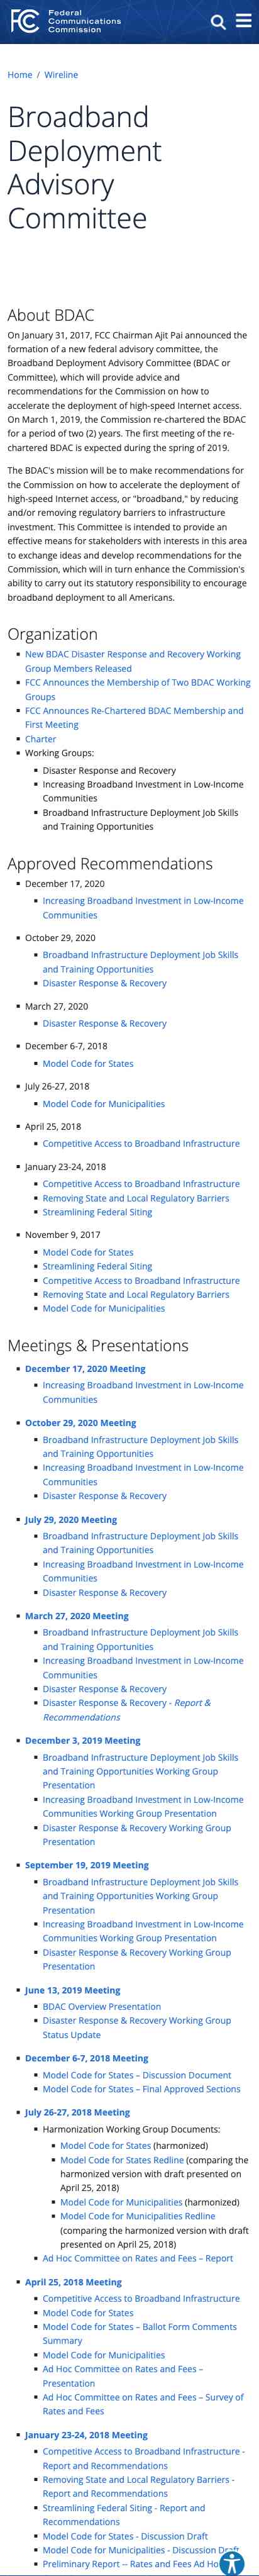 Federal
Communications
Commission
Home / Wireline
Broadband
Deployment
Advisory
Committee
About BDAC
On January 31, 2017, FCC Chairman Ajit Pai announced the
formation of a new federal advisory committee, the
Broadband Deployment Advisory Committee (BDAC or
Committee), which will provide advice and
recommendations for the Commission on how to
accelerate the deployment of high-speed Internet access.
On March 1, 2019, the Commission re-chartered the BDAC
for a period of two (2) years. The first meeting of the re-
chartered BDAC is expected during the spring of 2019.
The BDAC's mission will be to make recommendations for
the Commission on how to accelerate the deployment of
high-speed Internet access, or "broadband," by reducing
and/or removing regulatory barriers to infrastructure
investment. This Committee is intended to provide an
effective means for stakeholders with interests in this area
to exchange ideas and develop recommendations for the
Commission, which will in turn enhance the Commission's
ability to carry out its statutory responsibility to encourage
broadband deployment to all Americans.
Organization
New BDAC Disaster Response and Recovery Working
Group Members Released
FCC Announces the Membership of Two BDAC Working
Groups
FCC Announces Re-Chartered BDAC Membership and
First Meeting
Charter
Working Groups:
Disaster Response and Recovery
Increasing Broadband Investment in Low-Income
Communities
Broadband Infrastructure Deployment Job Skills
and Training Opportunities
Approved Recommendations
December 17, 2020
Increasing Broadband Investment in Low-Income
Communities
October 29, 2020
Broadband Infrastructure Deployment Job Skills
and Training Opportunities
Disaster Response & Recovery
March 27, 2020
Disaster Response & Recovery
December 6-7, 2018
Model Code for States
July 26-27, 2018
Model Code for Municipalities
April 25, 2018
Competitive Access to Broadband Infrastructure
January 23-24, 2018
Competitive Access to Broadband Infrastructure
Removing State and Local Regulatory Barriers
Streamlining Federal Siting
November 9, 2017
Model Code for States
Streamlining Federal Siting
Competitive Access to Broadband Infrastructure
Removing State and Local Regulatory Barriers
Model Code for Municipalities
Meetings & Presentations
December 17, 2020 Meeting
Increasing Broadband Investment in Low-Income
Communities
October 29, 2020 Meeting
Broadband Infrastructure Deployment Job Skills
and Training Opportunities
Increasing Broadband Investment in Low-Income
Communities
Disaster Response & Recovery
July 29, 2020 Meeting
Broadband Infrastructure Deployment Job Skills
and Training Opportunities
Increasing Broadband Investment in Low-Income
Communities
Disaster Response & Recovery
March 27, 2020 Meeting
Broadband Infrastructure Deployment Job Skills
and Training Opportunities
Increasing Broadband Investment in Low-Income
Communities
Disaster Response & Recovery
Disaster Response & Recovery - Report &
Recommendations
December 3, 2019 Meeting
Broadband Infrastructure Deployment Job Skills
and Training Opportunities Working Group
Presentation
Increasing Broadband Investment in Low-Income
Communities Working Group Presentation
Disaster Response & Recovery Working Group
Presentation
September 19, 2019 Meeting
Broadband Infrastructure Deployment Job Skills
and Training Opportunities Working Group
Presentation
Increasing Broadband Investment in Low-Income
Communities Working Group Presentation
Disaster Response & Recovery Working Group
Presentation
June 13, 2019 Meeting
BDAC Overview Presentation
Disaster Response & Recovery Working Group
Status Update
December 6-7, 2018 Meeting
Model Code for States – Discussion Document
Model Code for States – Final Approved Sections
July 26-27, 2018 Meeting
Harmonization Working Group Documents:
Model Code for States (harmonized)
Model Code for States Redline (comparing the
harmonized version with draft presented on
April 25, 2018)
Model Code for Municipalities (harmonized)
Model Code for Municipalities Redline
(comparing the harmonized version with draft
presented on April 25, 2018)
Ad Hoc Committee on Rates and Fees – Report
April 25, 2018 Meeting
Competitive Access to Broadband Infrastructure
Model Code for States
Model Code for States – Ballot Form Comments
Summary
Model Code for Municipalities
Ad Hoc Committee on Rates and Fees –
Presentation
Ad Hoc Committee on Rates and Fees – Survey of
Rates and Fees
January 23-24, 2018 Meeting
Competitive Access to Broadband Infrastructure -
Report and Recommendations
Removing State and Local Regulatory Barriers -
Report and Recommendations
Streamlining Federal Siting - Report and
Recommendations
Model Code for States - Discussion Draft
Model Code for Municipalities - Discussion Draft
Preliminary Report -- Rates and Fees Ad